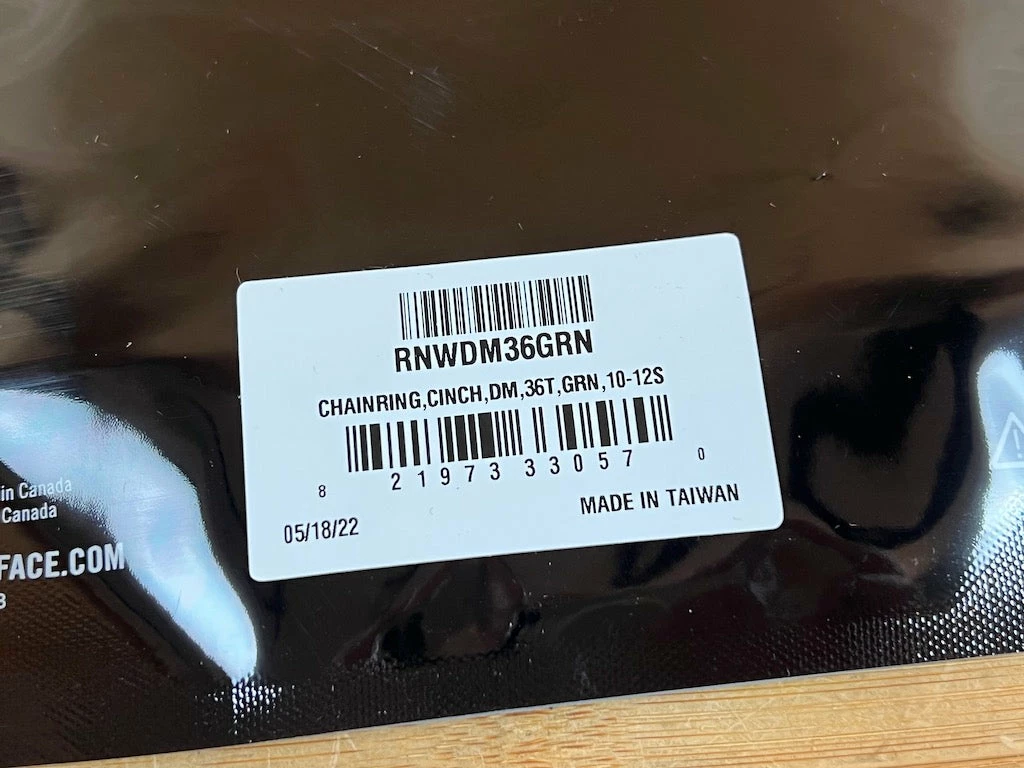 RNWDM36GRN
CHAINRING,CINCH,DM,36T,GRN,10-12S
8 21973 33057 0
05/18/22
MADE IN TAIWAN
in Canada
Canada
FACE.COM
3